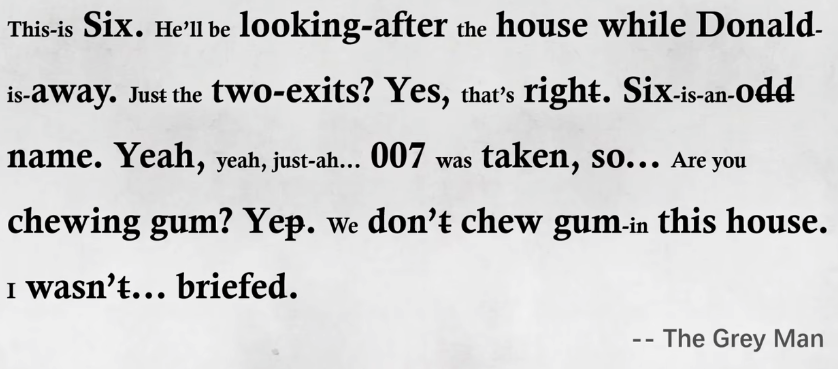 This-is Six. He'll be looking-after the house while Donald-
is-away. Just the two-exits? Yes, that's right. Six-is-an-odd
name. Yeah, yeah, just-ah... 007 was taken, so... Are you
chewing gum? Yep. We don't chew gum-in this house.
I wasn't... briefed.
-- The Grey Man